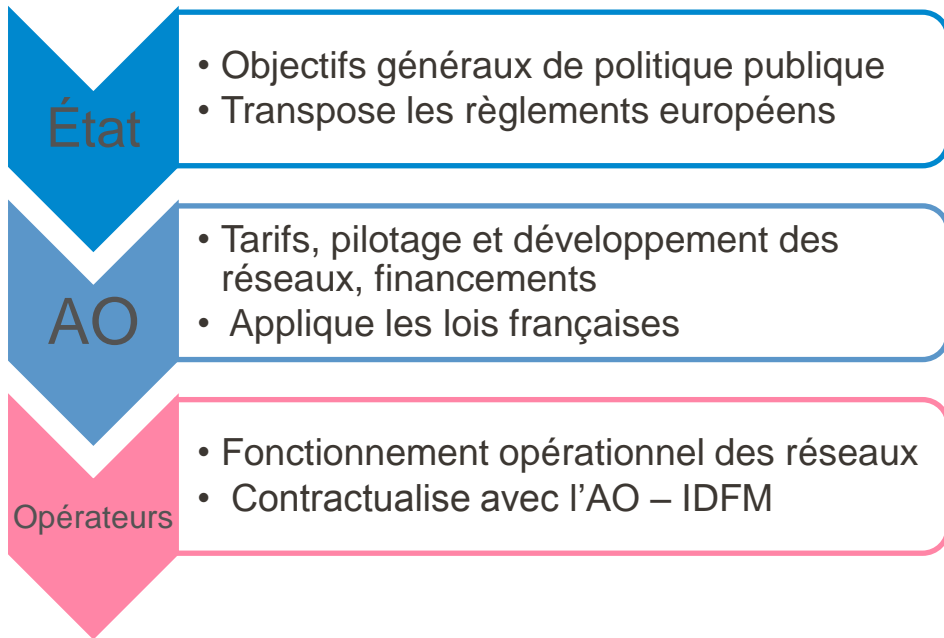 État
• Objectifs généraux de politique publique
• Transpose les règlements européens
AO
• Tarifs, pilotage et développement des
réseaux, financements
• Applique les lois françaises
Opérateurs
• Fonctionnement opérationnel des réseaux
• Contractualise avec l’AO – IDFM